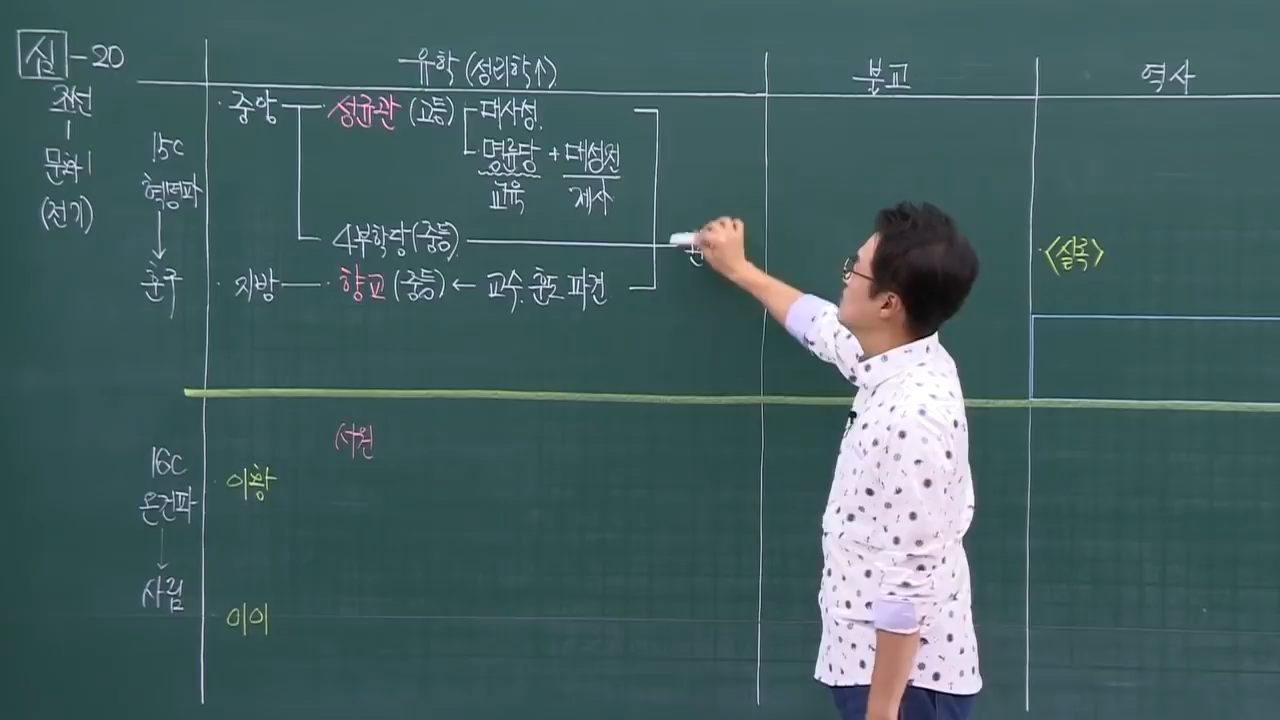 심-20
조선
문화1
(전기)
유학(성리학↑)
불교
역사
15C
혁명파
훈구
·중앙
·성균관(고등)
대사성.
명륜당 + 대성전
교육 제사
4부학당(중등).
·지방
·향교(중등) ← 교수. 훈도 파견
·<실록>
16C
온건파
사림
서원
·이황
이이